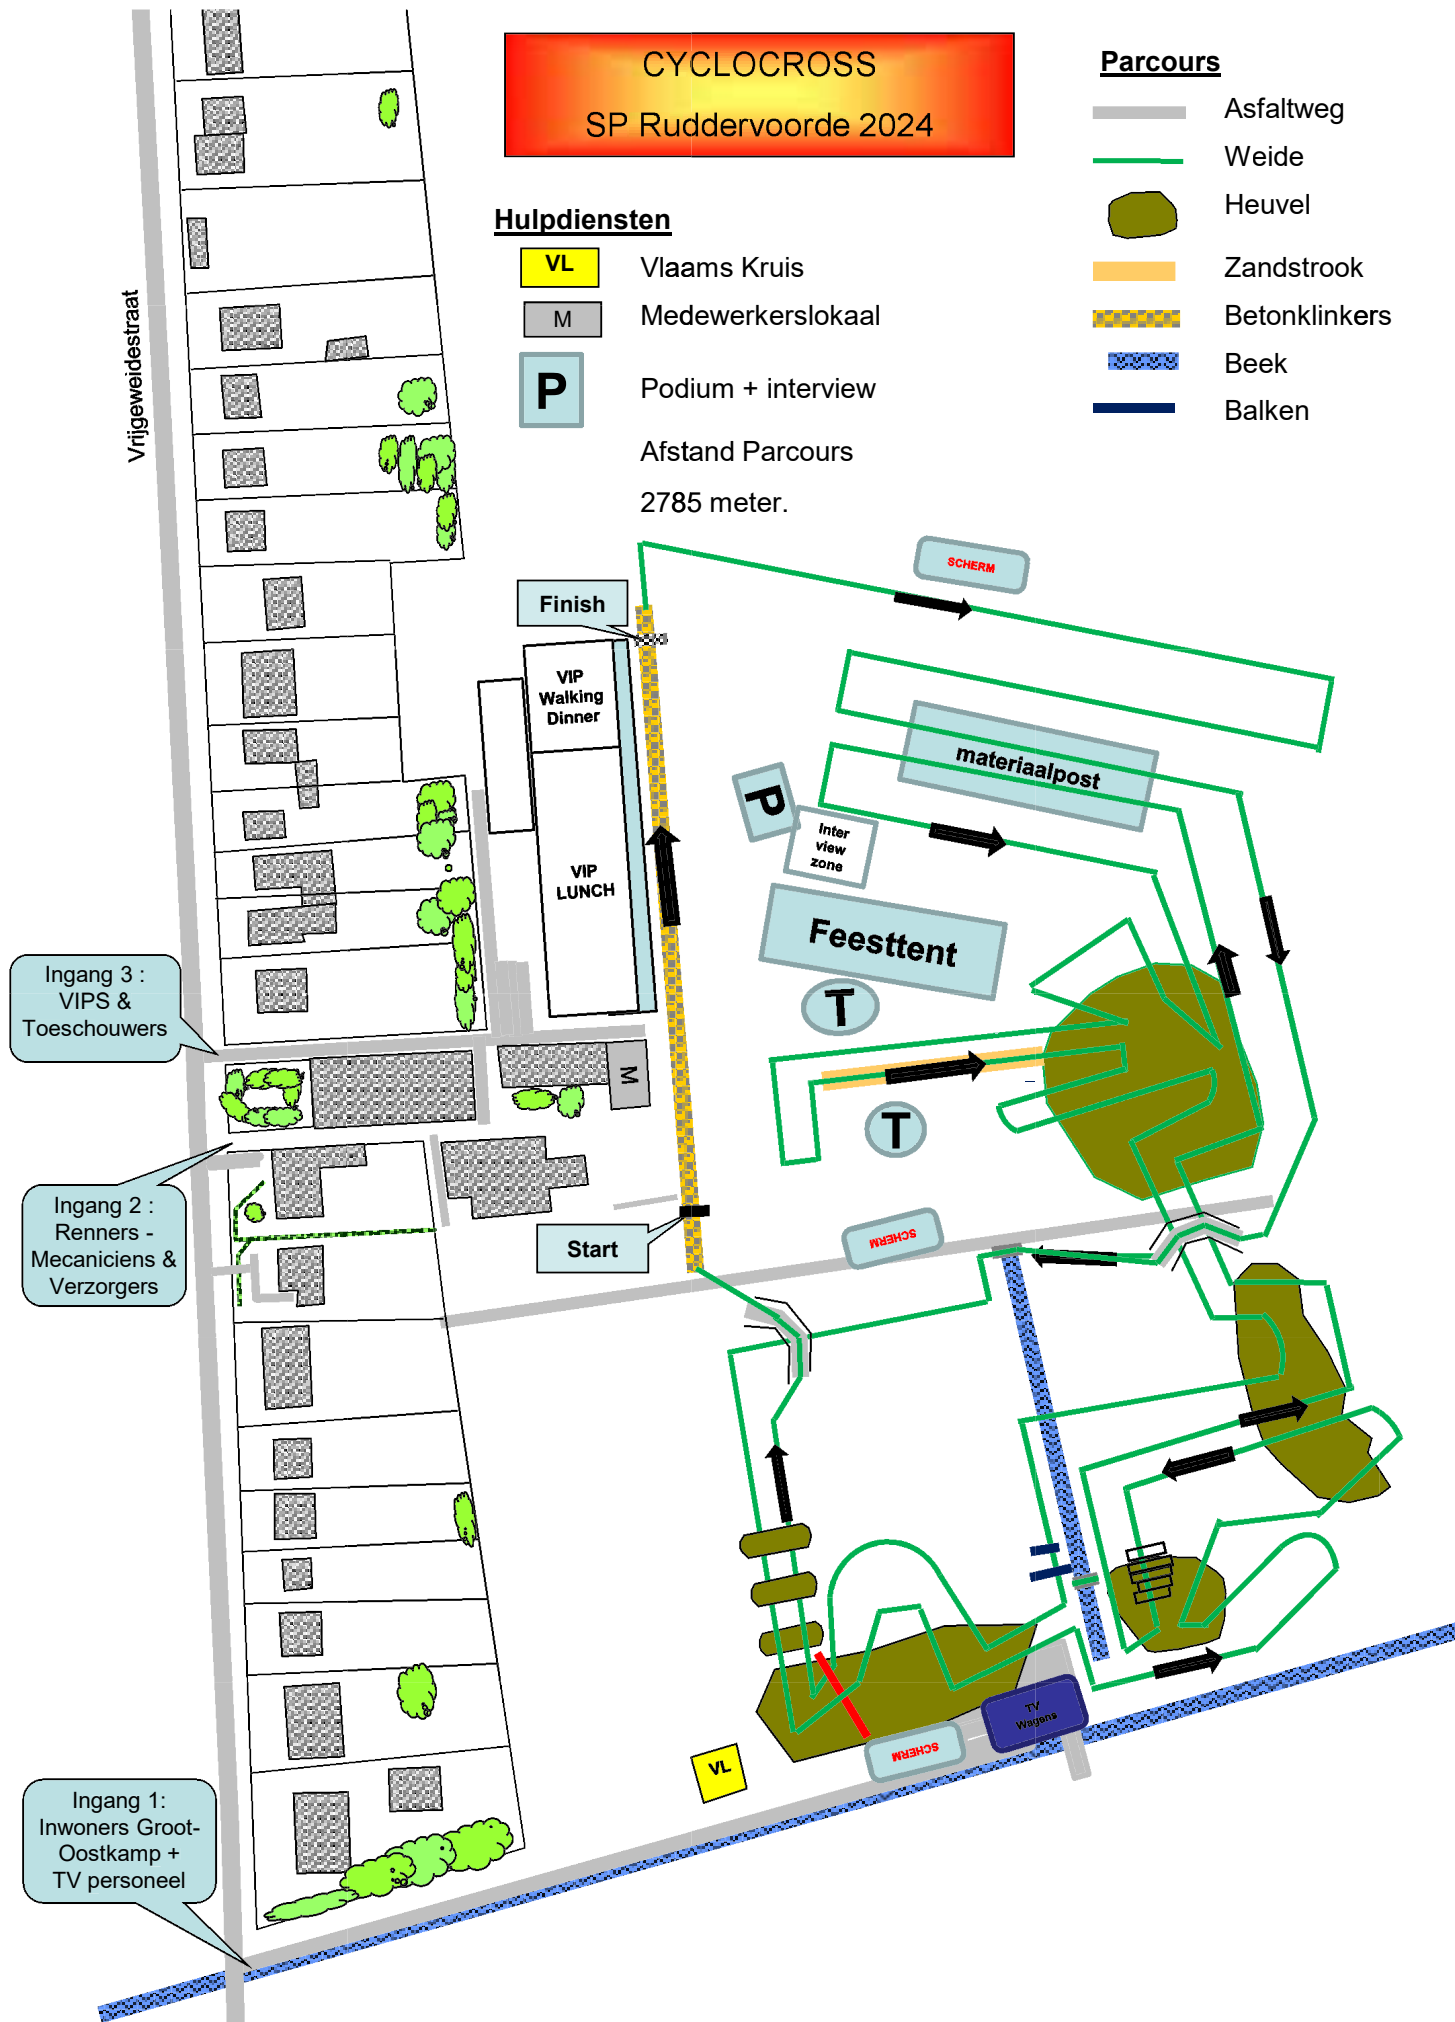 CYCLOCROSS
SP Ruddervoorde 2024
Parcours
Asfaltweg
Weide
Heuvel
Zandstrook
Betonklinkers
Beek
Balken
Hulpdiensten
VL
Vlaams Kruis
M
Medewerkerslokaal
P
Podium + interview
Afstand Parcours
2785 meter.
Vrijgeweidestraat
SCHERM
Finish
VIP
Walking
Dinner
materiaalpost
P
Inter
view
zone
VIP
LUNCH
Feesttent
T
Ingang 3 :
VIPS &
Toeschouwers
M
T
Ingang 2 :
Renners -
Mecaniciens &
Verzorgers
Start
SCHERM
TV
Wagens
SCHERM
VL
Ingang 1:
Inwoners Groot-
Oostkamp +
TV personeel